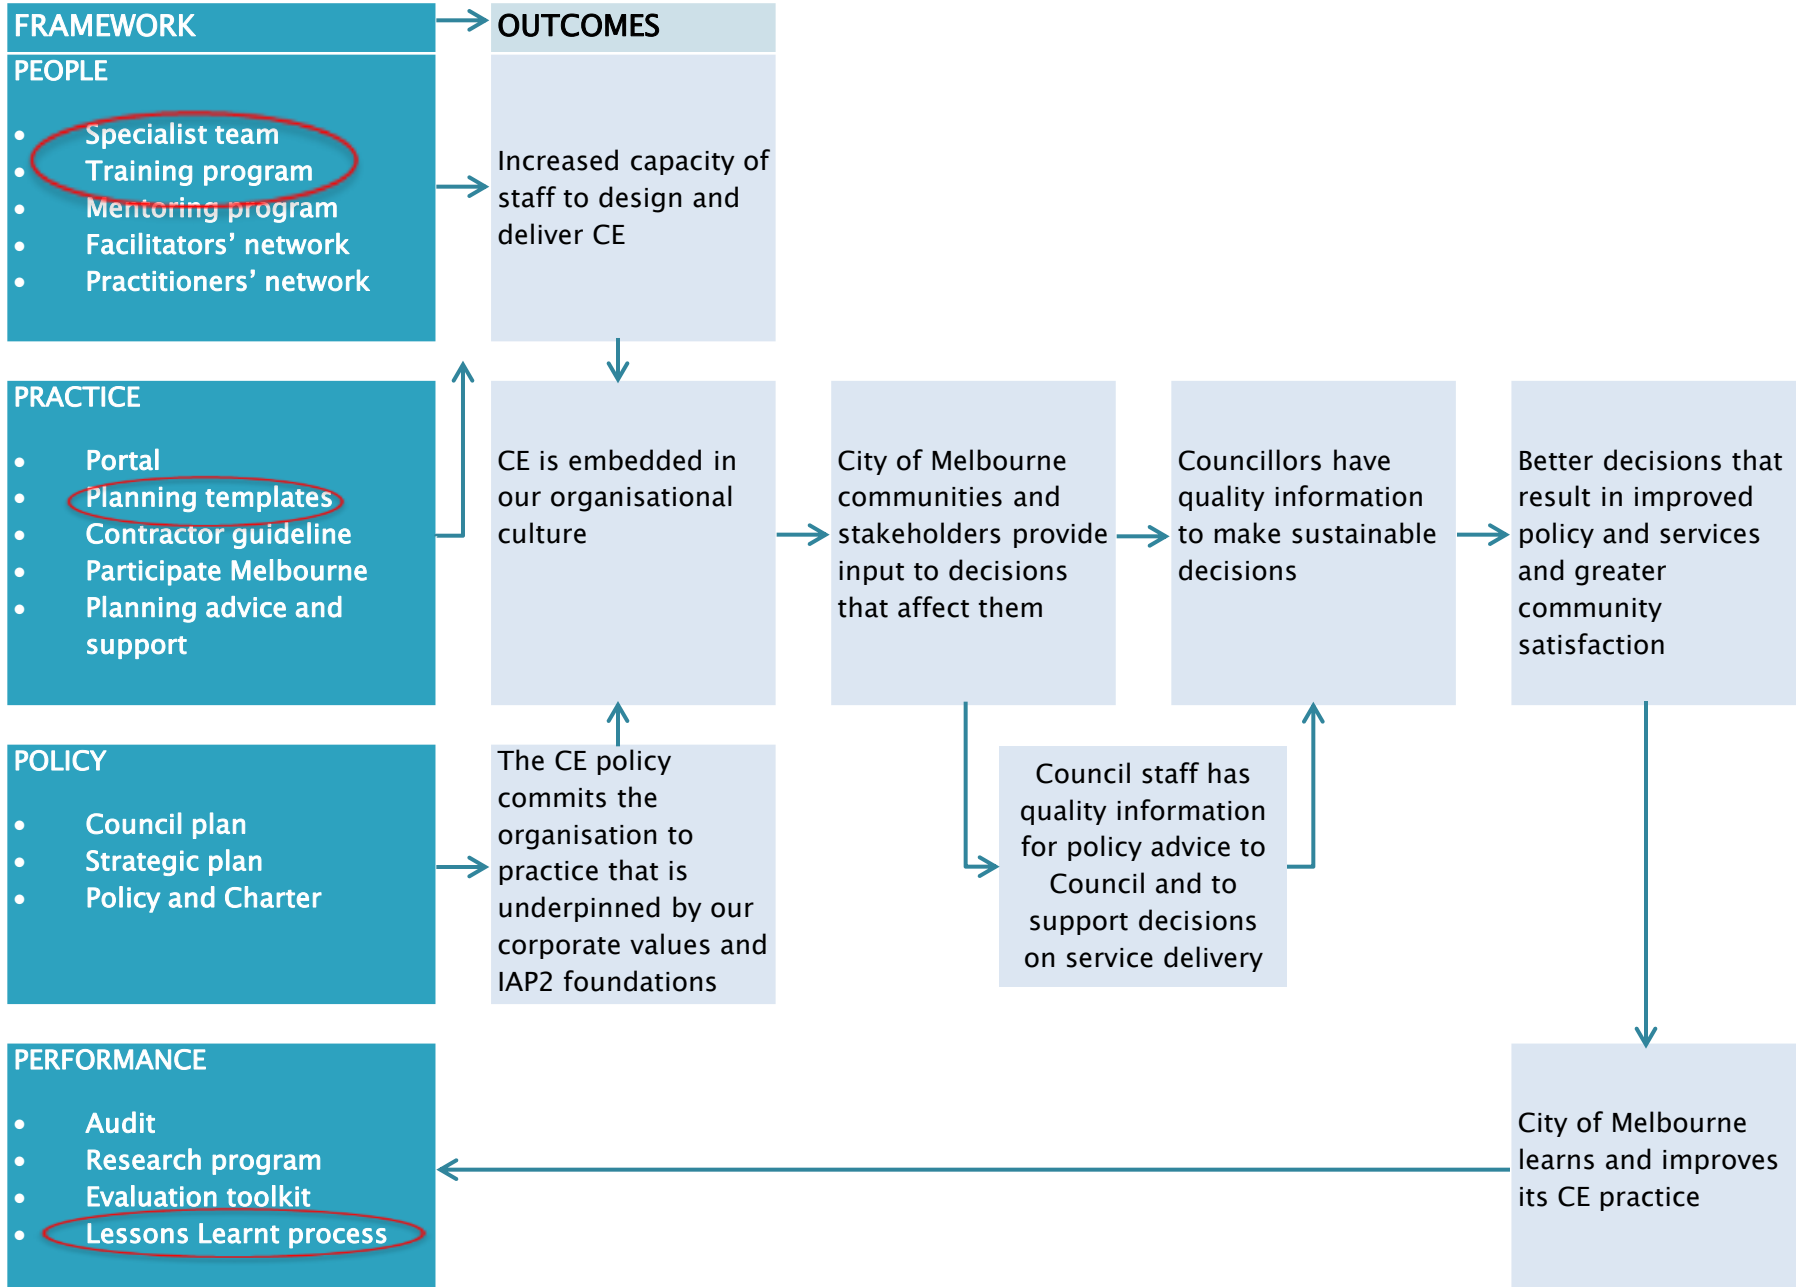 FRAMEWORK
OUTCOMES
PEOPLE
• Specialist team
• Training program
• Mentoring program
• Facilitators’ network
• Practitioners’ network
Increased capacity of
staff to design and
deliver CE
PRACTICE
• Portal
• Planning templates
• Contractor guideline
• Participate Melbourne
• Planning advice and
support
CE is embedded in
our organisational
culture
City of Melbourne
communities and
stakeholders provide
input to decisions
that affect them
Councillors have
quality information
to make sustainable
decisions
Better decisions that
result in improved
policy and services
and greater
community
satisfaction
POLICY
• Council plan
• Strategic plan
• Policy and Charter
The CE policy
commits the
organisation to
practice that is
underpinned by our
corporate values and
IAP2 foundations
Council staff has
quality information
for policy advice to
Council and to
support decisions
on service delivery
PERFORMANCE
• Audit
• Research program
• Evaluation toolkit
• Lessons Learnt process
City of Melbourne
learns and improves
its CE practice